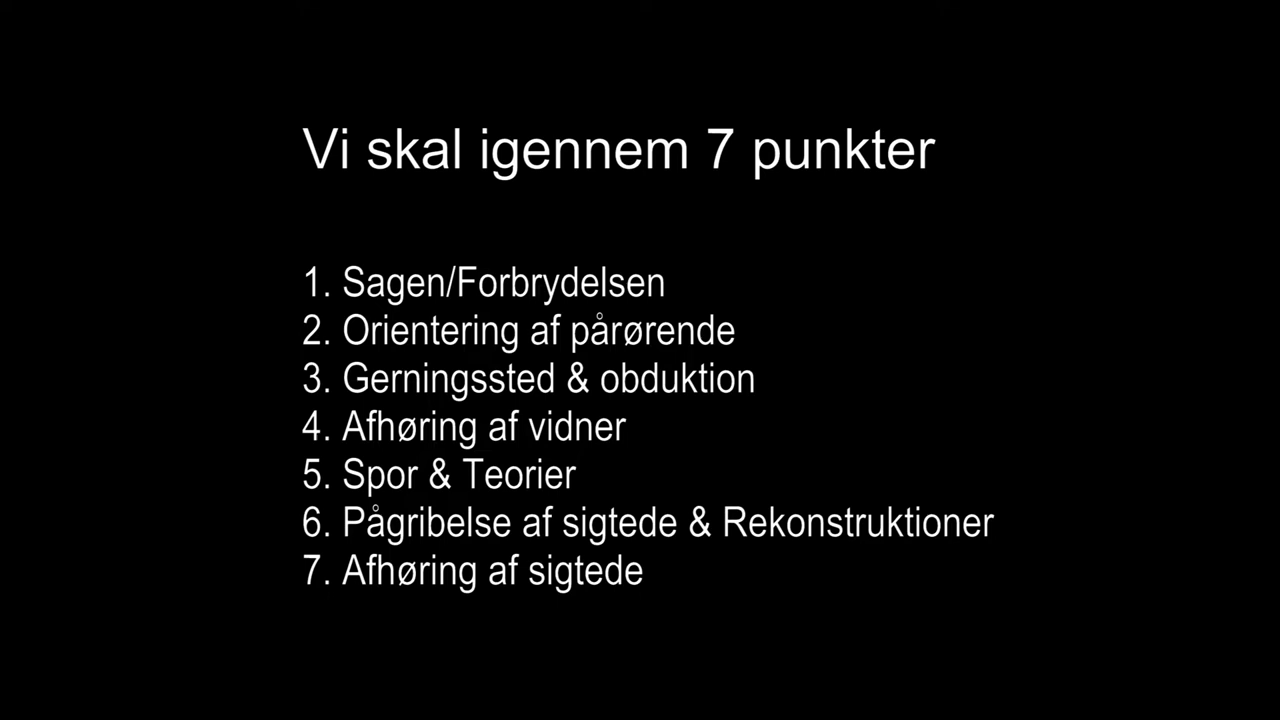 Vi skal igennem 7 punkter
1. Sagen/Forbrydelsen
2. Orientering af pårørende
3. Gerningssted & obduktion
4. Afhøring af vidner
5. Spor & Teorier
6. Pågribelse af sigtede & Rekonstruktioner
7. Afhøring af sigtede